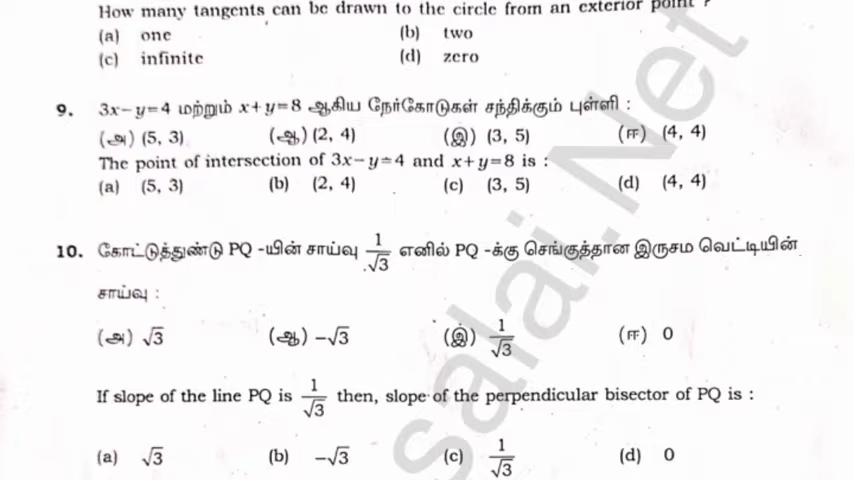 How many tangents can be drawn to the circle from an exterior point ?
(a) one (b) two
(c) infinite (d) zero
9. 3x−y=4 மற்றும் x+y=8 ஆகிய நேர்கோடுகள் சந்திக்கும் புள்ளி :
(அ) (5, 3) (ஆ) (2, 4) (இ) (3, 5) (ஈ) (4, 4)
The point of intersection of 3x−y=4 and x+y=8 is :
(a) (5, 3) (b) (2, 4) (c) (3, 5) (d) (4, 4)
10. கோட்டுத்துண்டு PQ -யின் சாய்வு 1/√3 எனில் PQ -க்கு செங்குத்தான இருசம வெட்டியின்
சாய்வு :
(அ) √3 (ஆ) −√3 (இ) 1/√3 (ஈ) 0
If slope of the line PQ is 1/√3 then, slope of the perpendicular bisector of PQ is :
(a) √3 (b) −√3 (c) 1/√3 (d) 0
salai.Net